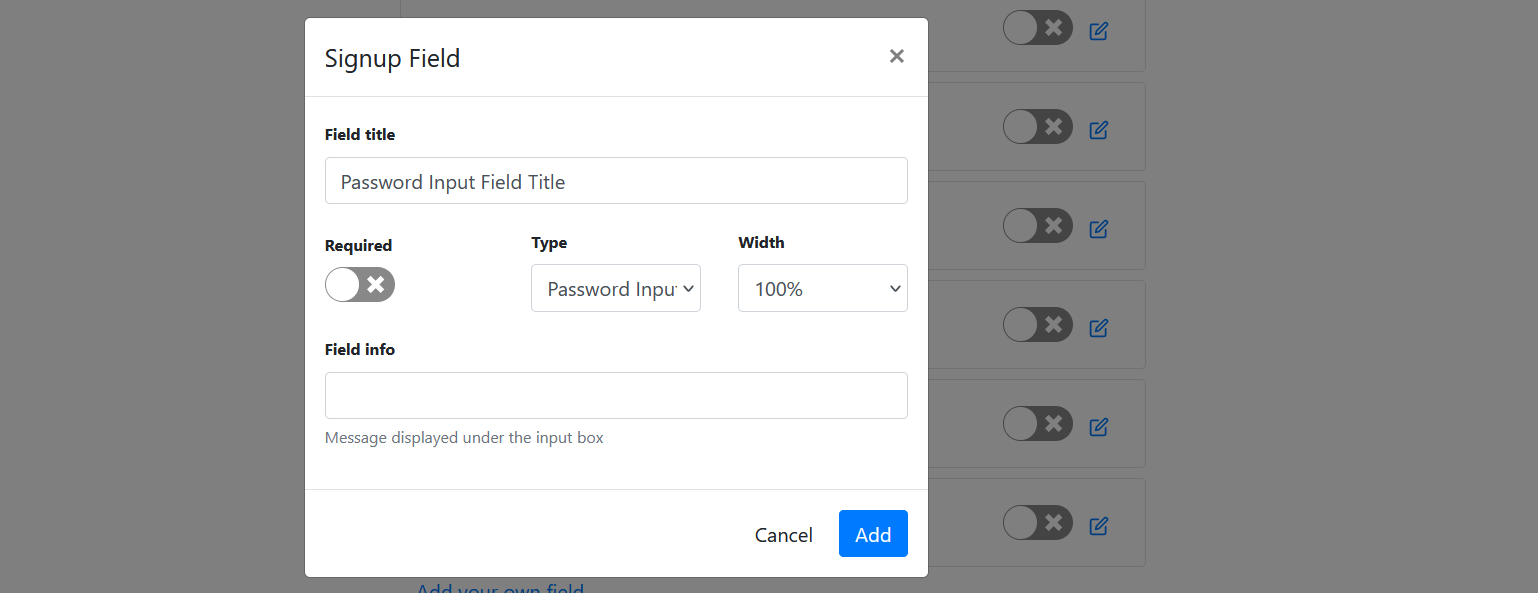 Signup Field
Field title
Password Input Field Title
Required
Type
Width
Password Inpu
100%
Field info
Message displayed under the input box
Cancel
Add
Add your own field